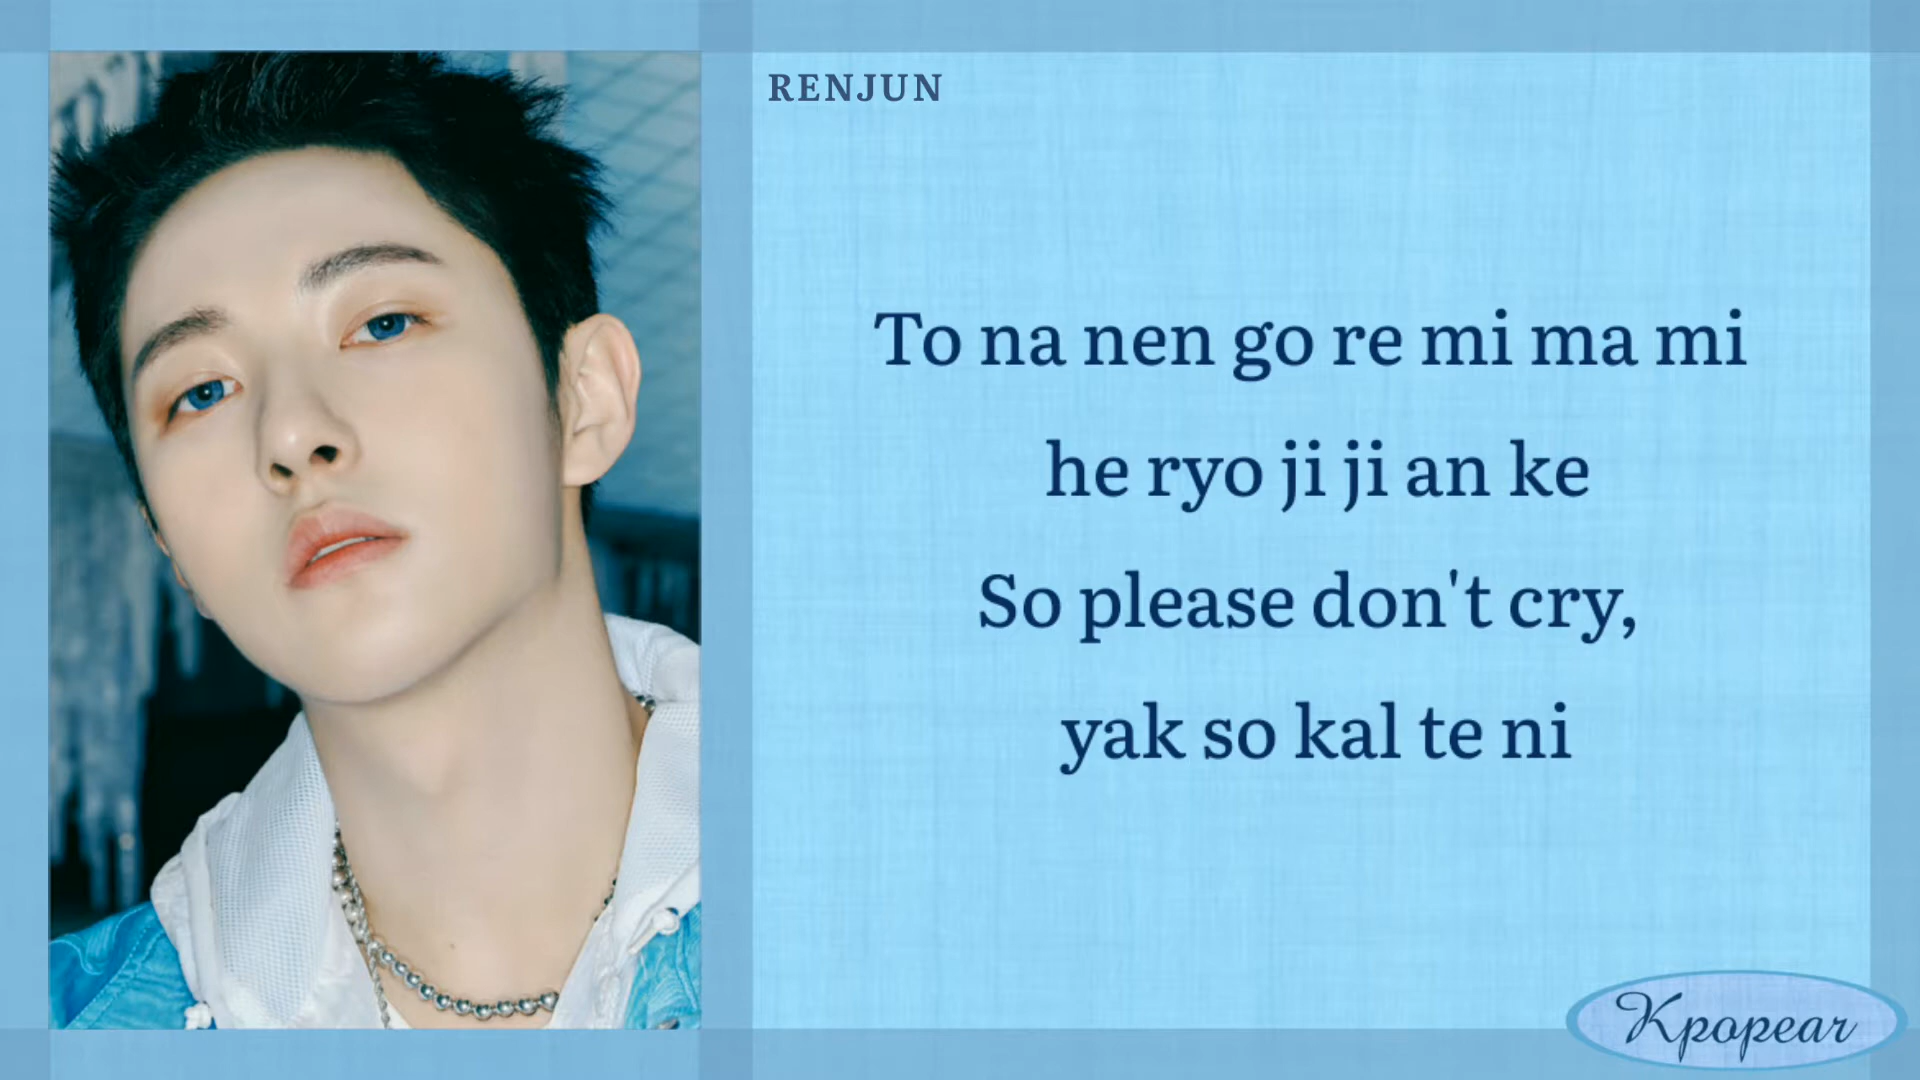 RENJUN
To na nen go re mi ma mi
he ryo ji ji an ke
So please don't cry,
yak so kal te ni
Kpopear